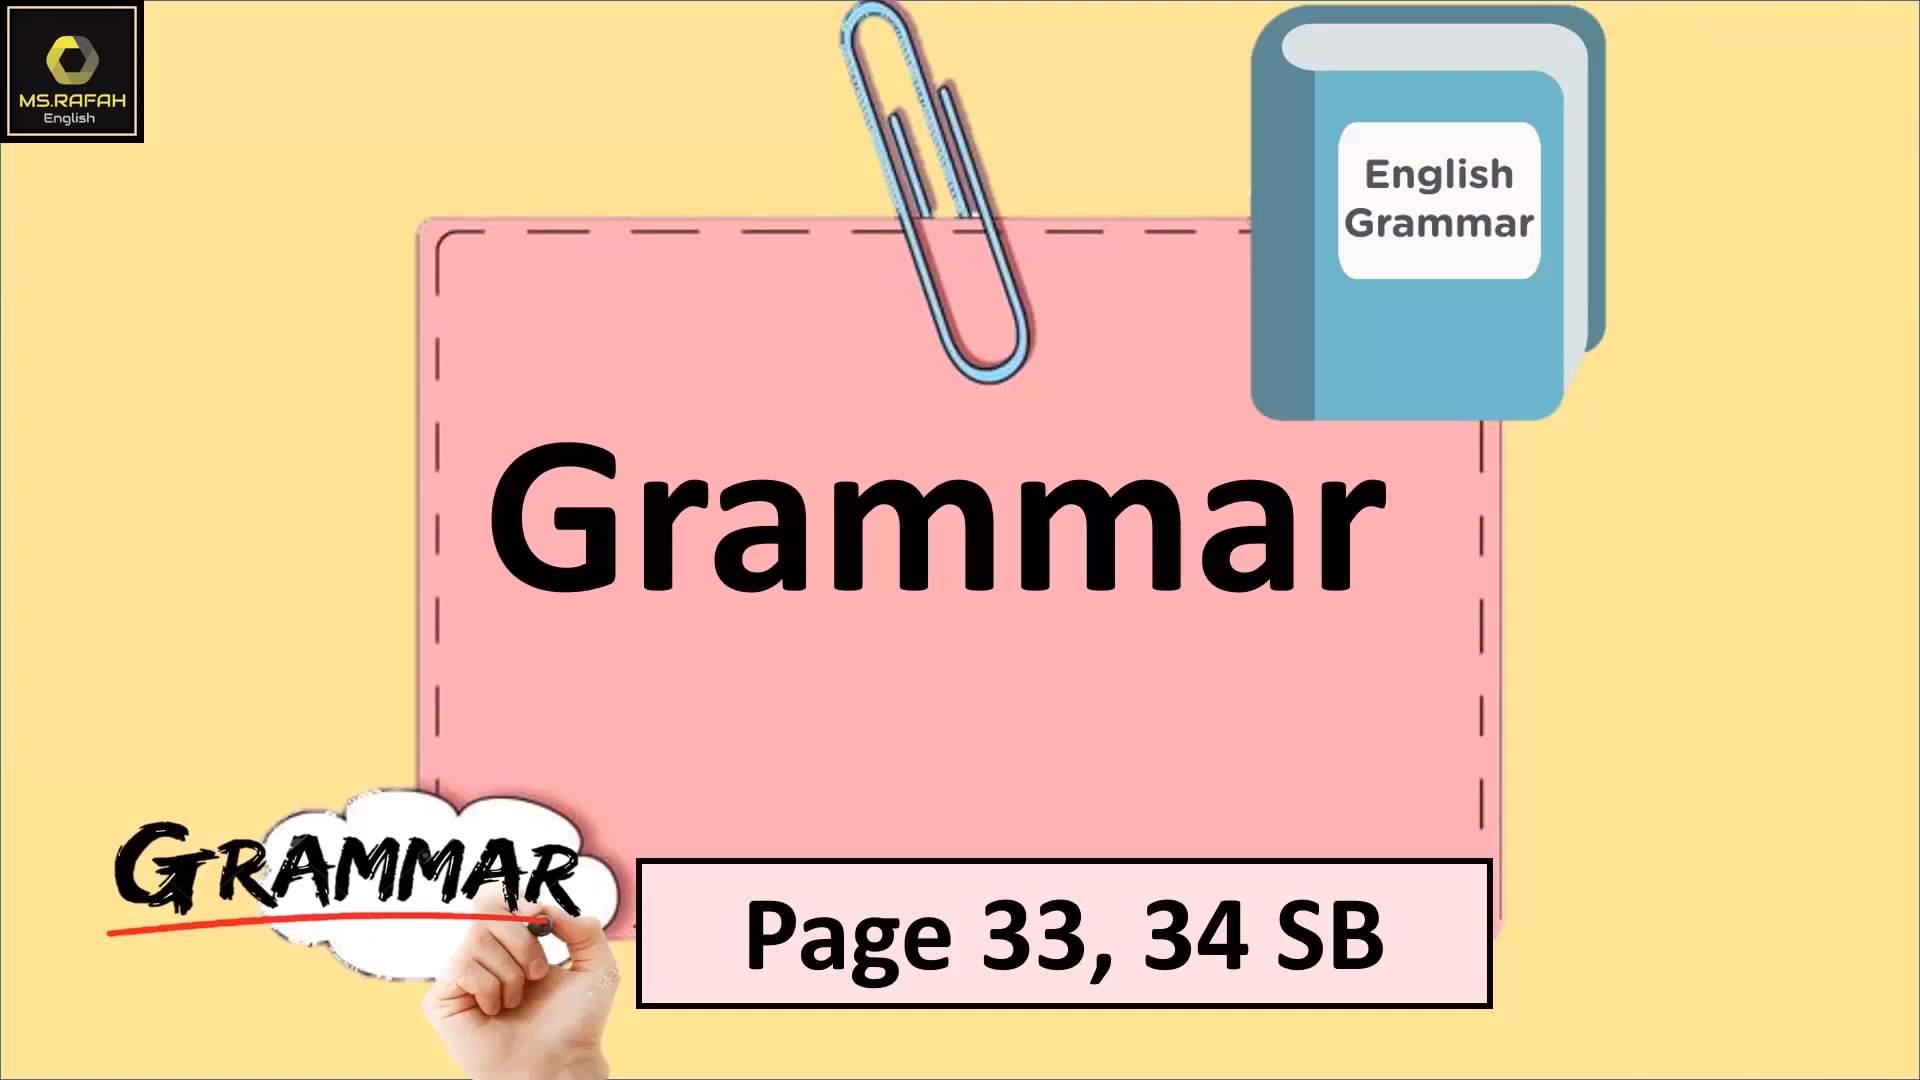 MS.RAFAH
English
English
Grammar
Grammar
GRAMMAR
Page 33, 34 SB